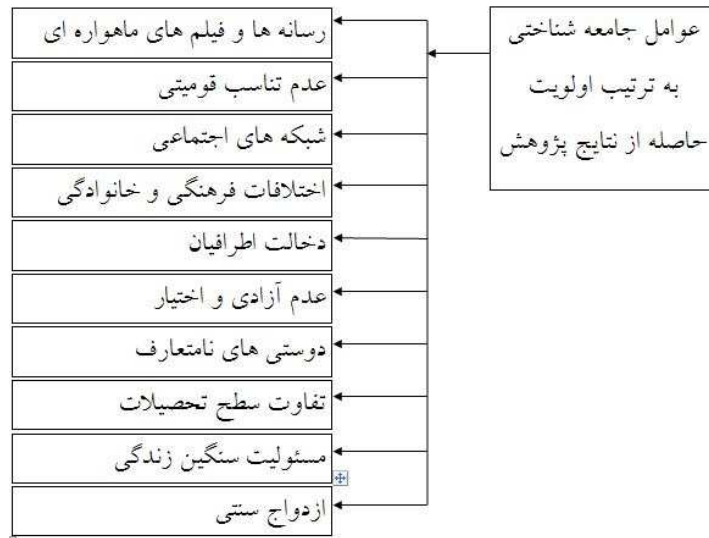 عوامل جامعه شناختی
به ترتیب اولویت
حاصله از نتایج پژوهش
رسانه ها و فیلم های ماهواره ای
عدم تناسب قومیتی
شبکه های اجتماعی
اختلافات فرهنگی و خانوادگی
دخالت اطرافیان
عدم آزادی و اختیار
دوستی های نامتعارف
تفاوت سطح تحصیلات
مسئولیت سنگین زندگی
ازدواج سنتی